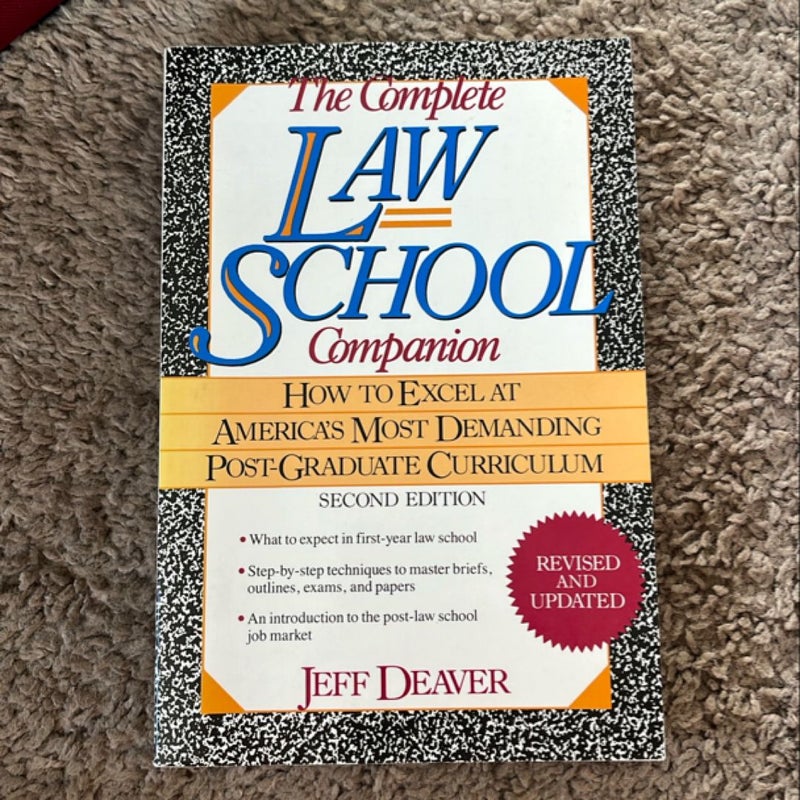 The Complete
LAW
SCHOOL
Companion
HOW TO EXCEL AT
AMERICA'S MOST DEMANDING
POST-GRADUATE CURRICULUM
SECOND EDITION
• What to expect in first-year law school
• Step-by-step techniques to master briefs,
outlines, exams, and papers
• An introduction to the post-law school
job market
REVISED
AND
UPDATED
JEFF DEAVER